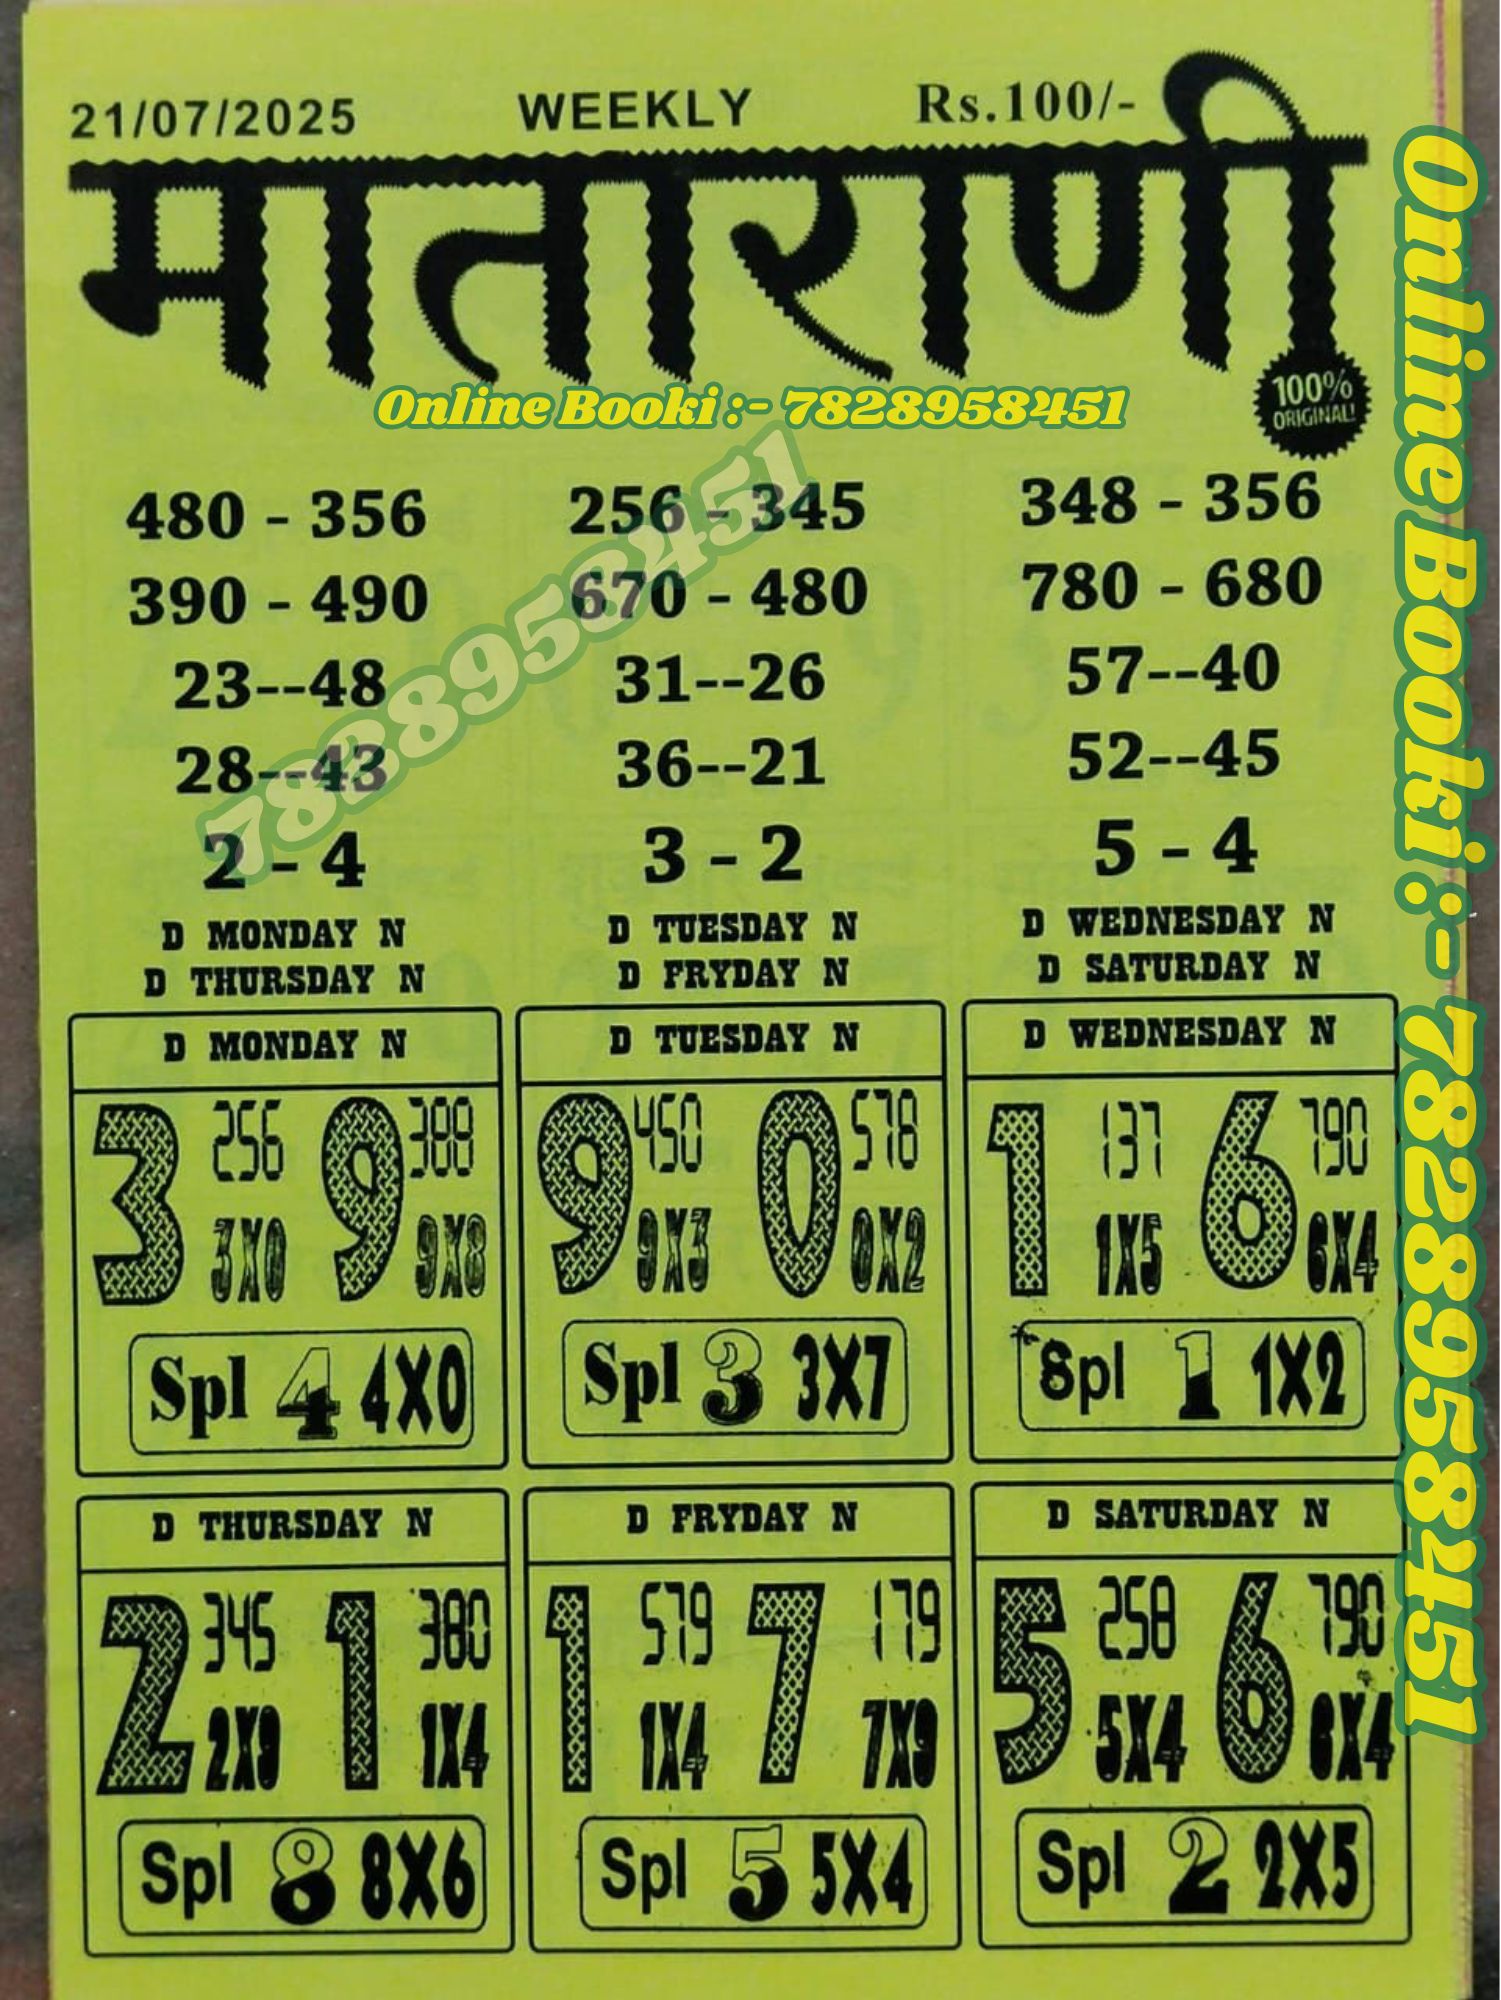 21/07/2025 WEEKLY Rs.100/-
माताराणी
100%
ORIGINAL!
Online Booki :- 7828958451
Online Booki :- 7828958451
7828958451
480 - 356 256 - 345 348 - 356
390 - 490 670 - 480 780 - 680
23--48 31--26 57--40
28--43 36--21 52--45
2 - 4 3 - 2 5 - 4
D MONDAY N D TUESDAY N D WEDNESDAY N
D THURSDAY N D FRYDAY N D SATURDAY N
D MONDAY N
3 256 9 388
3X0 9X8
Spl 4 4X0
D TUESDAY N
9 450 0 578
9X3 0X2
Spl 3 3X7
D WEDNESDAY N
1 137 6 790
1X5 6X4
Spl 1 1X2
D THURSDAY N
2 345 1 380
2X9 1X4
Spl 8 8X6
D FRYDAY N
1 579 7 179
1X4 7X9
Spl 5 5X4
D SATURDAY N
5 258 6 790
5X4 6X4
Spl 2 2X5